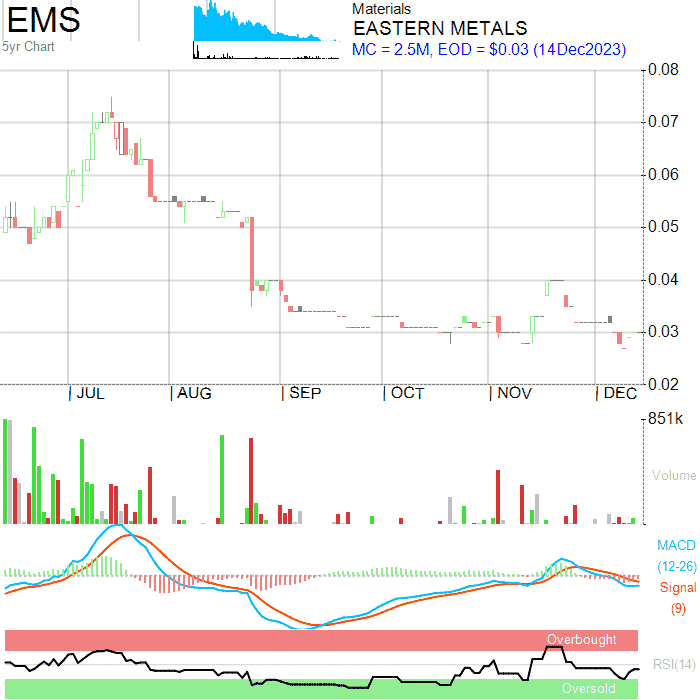 EMS
5yr Chart
Materials
EASTERN METALS
MC = 2.5M, EOD = $0.03 (14Dec2023)
0.08
0.07
0.06
0.05
0.04
0.03
0.02
JUL AUG SEP OCT NOV DEC
851k
Volume
MACD
(12-26)
Signal
(9)
Overbought
RSI(14)
Oversold